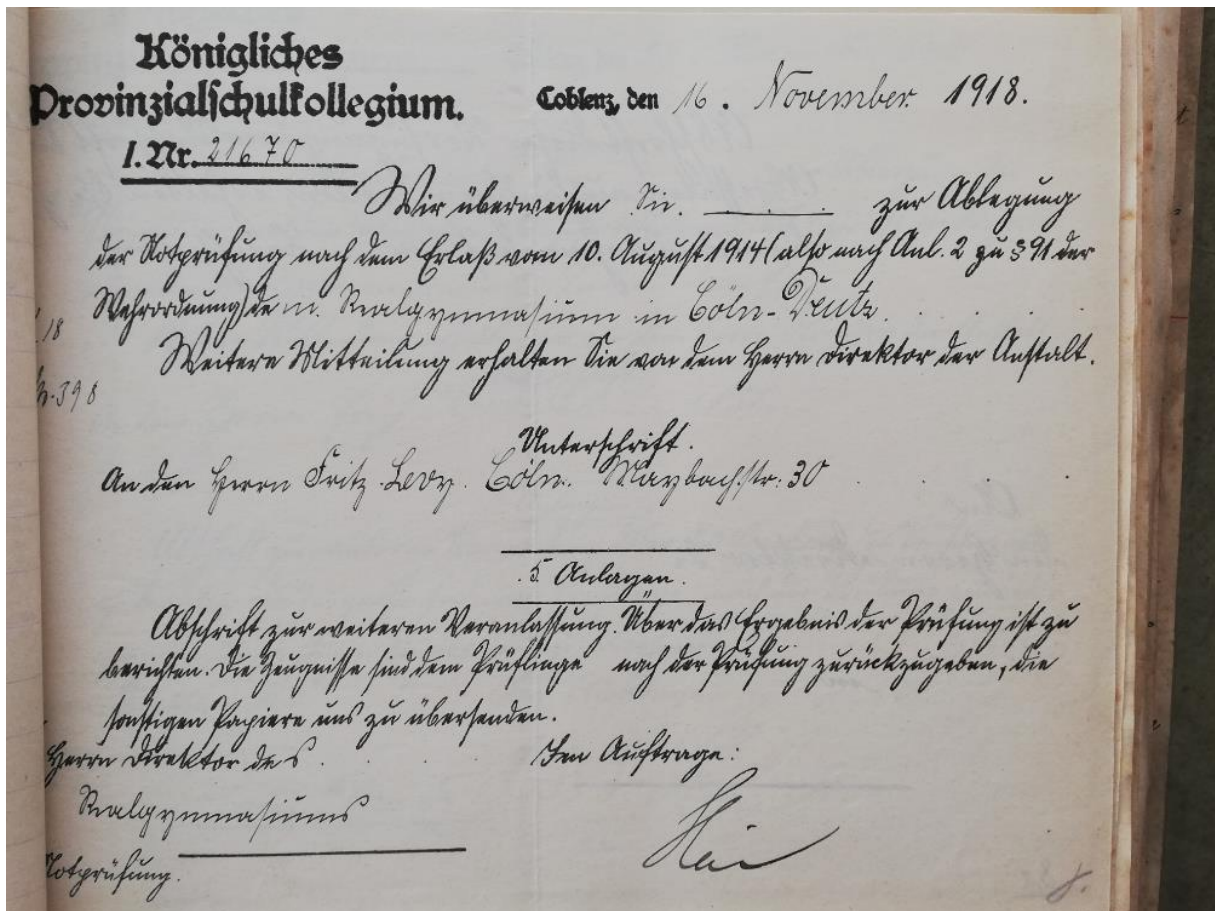 Königliches
Provinzialschulkollegium.
Coblenz, den 16. November 1918.
I. Nr. 21670
Wir überweisen Sie. zur Ablegung
der Notprüfung nach dem Erlaß vom 10. August 1914 (also nach Anl. 2 zu § 91 der
Wehrordnung) dem Realgymnasium in Cöln-Deutz.
18
Weitere Mitteilung erhalten Sie von dem Herrn Direktor der Anstalt.
398
Unterschrift.
An den Herrn Fritz Levy. Cöln. Maybachstr. 30
5 Anlagen.
Abschrift zur weiteren Veranlassung. Über das Ergebnis der Prüfung ist zu
berichten. Die Zeugnisse sind dem Prüflinge nach der Prüfung zurückzugeben, die
sonstigen Papiere uns zu übersenden.
Herrn Direktor des
Im Auftrage:
Realgymnasiums
Notprüfung.